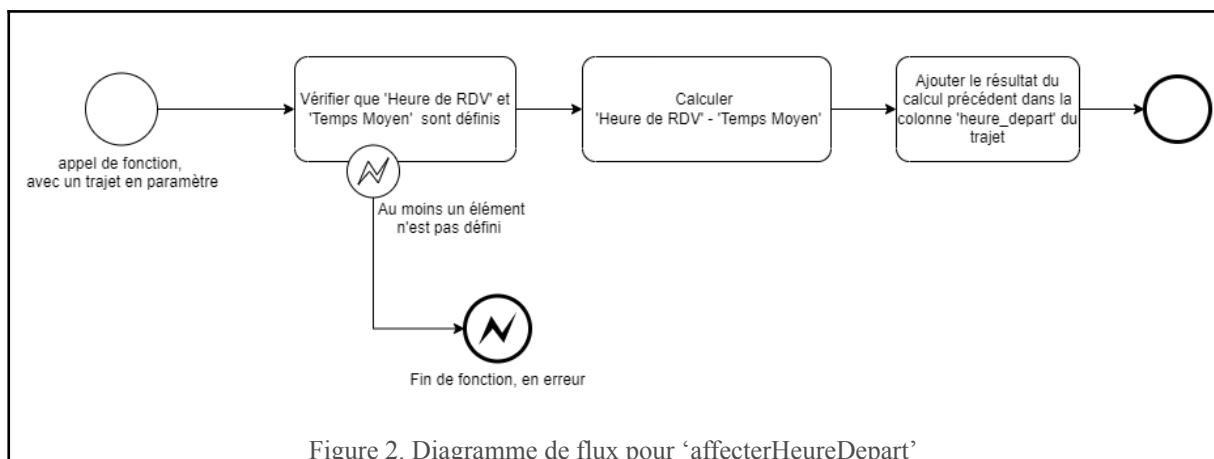 appel de fonction,
avec un trajet en paramètre
Vérifier que 'Heure de RDV' et
'Temps Moyen' sont définis
Au moins un élément
n'est pas défini
Fin de fonction, en erreur
Calculer
'Heure de RDV' - 'Temps Moyen'
Ajouter le résultat du
calcul précédent dans la
colonne 'heure_depart' du
trajet
Figure 2. Diagramme de flux pour ‘affecterHeureDepart’